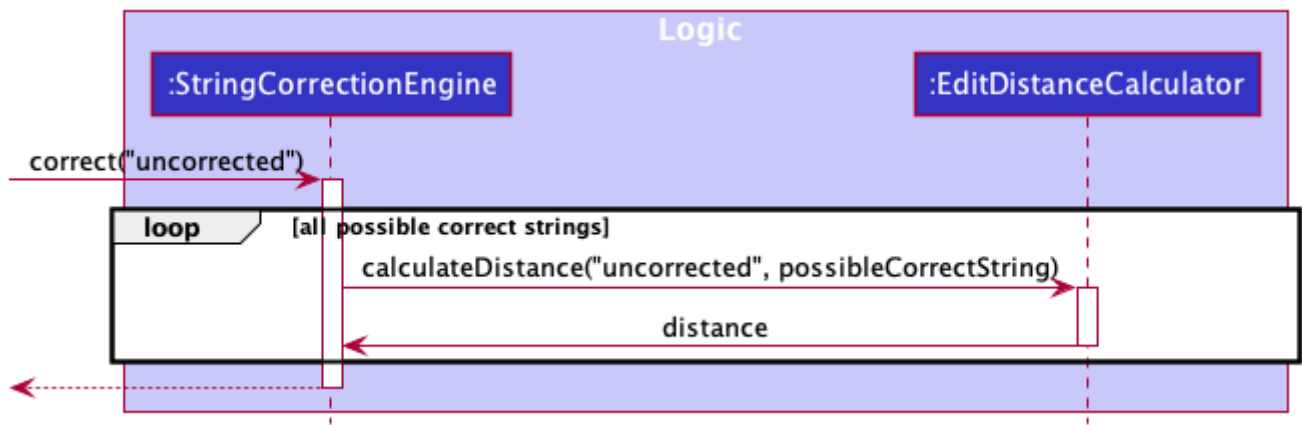 Logic
:StringCorrectionEngine
:EditDistanceCalculator
correct("uncorrected")
loop
[all possible correct strings]
calculateDistance("uncorrected", possibleCorrectString)
distance